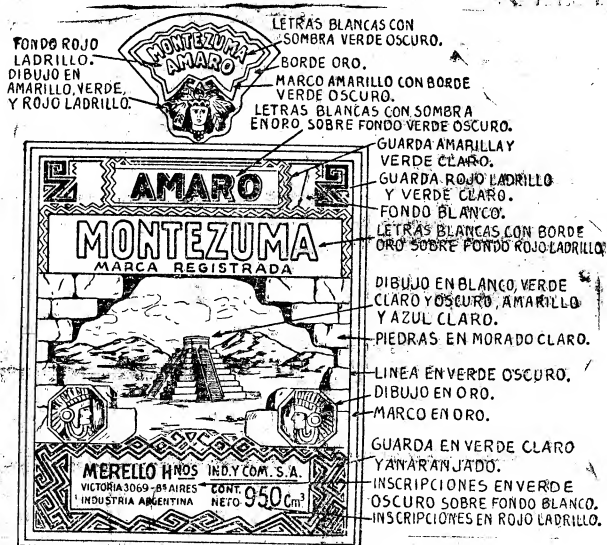 LETRAS BLANCAS CON
SOMBRA VERDE OSCURO.
FONDO ROJO
LADRILLO.
DIBUJO EN
AMARILLO, VERDE,
Y ROJO LADRILLO.
MONTEZUMA
AMARO
BORDE ORO.
MARCO AMARILLO CON BORDE
VERDE OSCURO.
LETRAS BLANCAS CON SOMBRA
EN ORO SOBRE FONDO VERDE OSCURO.
GUARDA AMARILLA Y
VERDE CLARO.
GUARDA ROJO LADRILLO
Y VERDE CLARO.
FONDO BLANCO.
LETRAS BLANCAS CON BORDE
ORO SOBRE FONDO ROJO LADRILLO
AMARO
MONTEZUMA
MARCA REGISTRADA
DIBUJO EN BLANCO, VERDE
CLARO Y OSCURO, AMARILLO
Y AZUL CLARO.
PIEDRAS EN MORADO CLARO.
LINEA EN VERDE OSCURO.
DIBUJO EN ORO.
MARCO EN ORO.
GUARDA EN VERDE CLARO
Y ANARANJADO.
INSCRIPCIONES EN VERDE
OSCURO SOBRE FONDO BLANCO.
INSCRIPCIONES EN ROJO LADRILLO.
MERELLO HNOS IND. Y COM. S.A.
VICTORIA 3069 - Bs AIRES
INDUSTRIA ARGENTINA
CONT.
NETO 950 Cm3